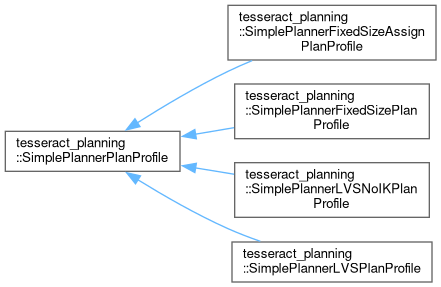 tesseract_planning
::SimplePlannerFixedSizeAssign
PlanProfile
tesseract_planning
::SimplePlannerFixedSizePlan
Profile
tesseract_planning
::SimplePlannerPlanProfile
tesseract_planning
::SimplePlannerLVSNoIKPlan
Profile
tesseract_planning
::SimplePlannerLVSPlanProfile